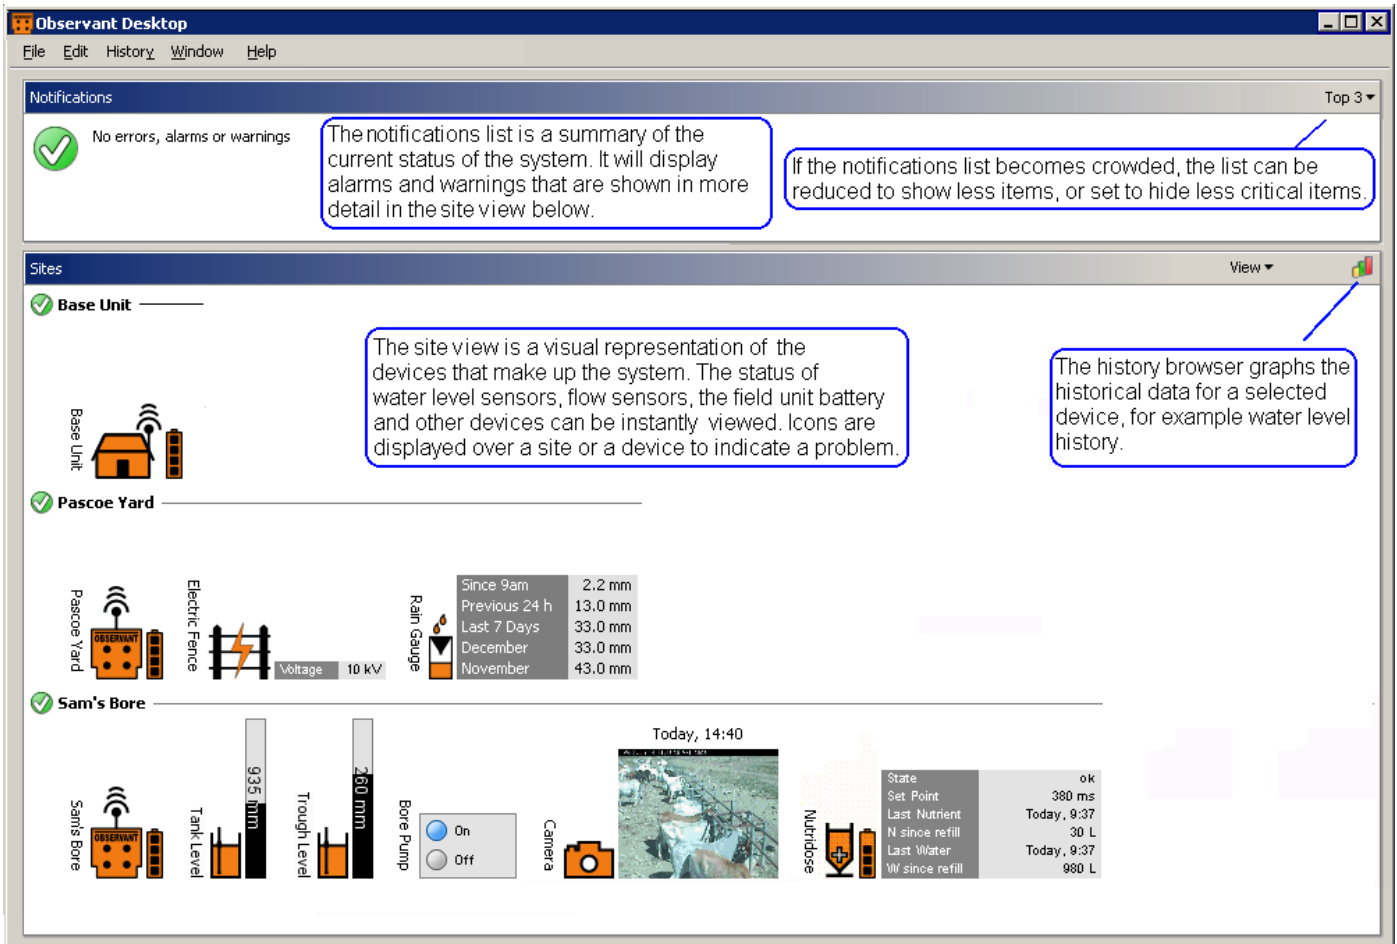 Observant Desktop
File Edit History Window Help
Notifications Top 3
No errors, alarms or warnings
The notifications list is a summary of the
current status of the system. It will display
alarms and warnings that are shown in more
detail in the site view below.
If the notifications list becomes crowded, the list can be
reduced to show less items, or set to hide less critical items.
Sites View
Base Unit
The site view is a visual representation of the
devices that make up the system. The status of
water level sensors, flow sensors, the field unit battery
and other devices can be instantly viewed. Icons are
displayed over a site or a device to indicate a problem.
The history browser graphs the
historical data for a selected
device, for example water level
history.
Base Unit
Pascoe Yard
Pascoe Yard
OBSERVANT
Electric Fence
Voltage 10 kV
Rain Gauge
Since 9am 2.2 mm
Previous 24 h 13.0 mm
Last 7 Days 33.0 mm
December 33.0 mm
November 43.0 mm
Sam's Bore
Sam's Bore
OBSERVANT
Tank Level
935 mm
Trough Level
260 mm
Bore Pump
On
Off
Camera
Today, 14:40
Nutridose
State ok
Set Point 380 ms
Last Nutrient Today, 9:37
N since refill 30 L
Last Water Today, 9:37
W since refill 980 L